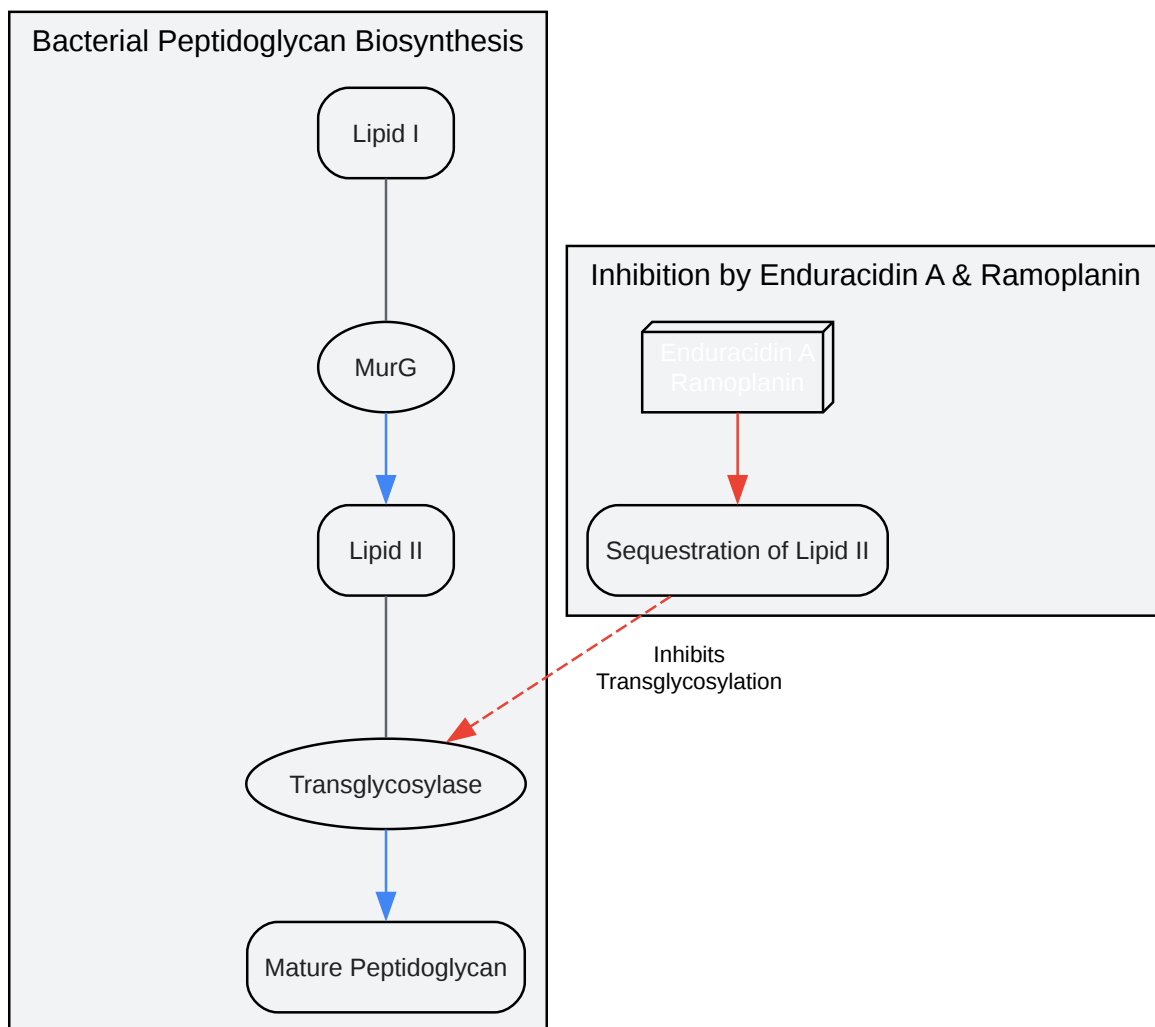 Bacterial Peptidoglycan Biosynthesis
Lipid I
MurG
Lipid II
Transglycosylase
Mature Peptidoglycan
Inhibition by Enduracidin A & Ramoplanin
Enduracidin A
Ramoplanin
Sequestration of Lipid II
Inhibits
Transglycosylation